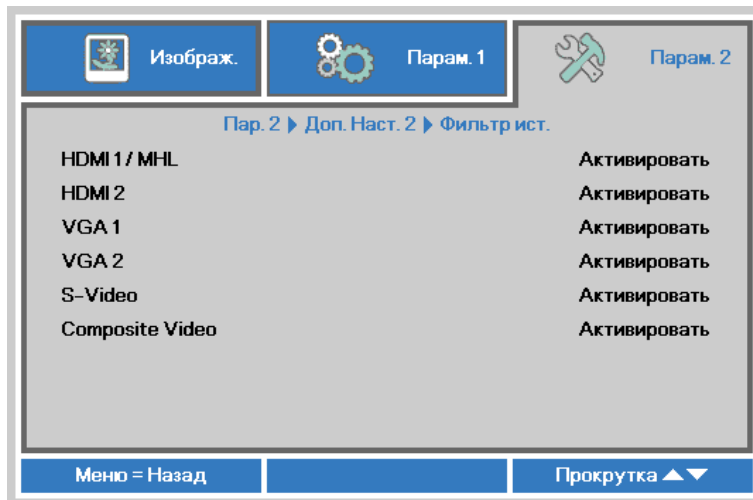 Изображ. Парам. 1 Парам. 2
Пар. 2 ▶ Доп. Наст. 2 ▶ Фильтр ист.
HDMI 1 / MHL Активировать
HDMI 2 Активировать
VGA 1 Активировать
VGA 2 Активировать
S-Video Активировать
Composite Video Активировать
Меню = Назад Прокрутка ▲▼